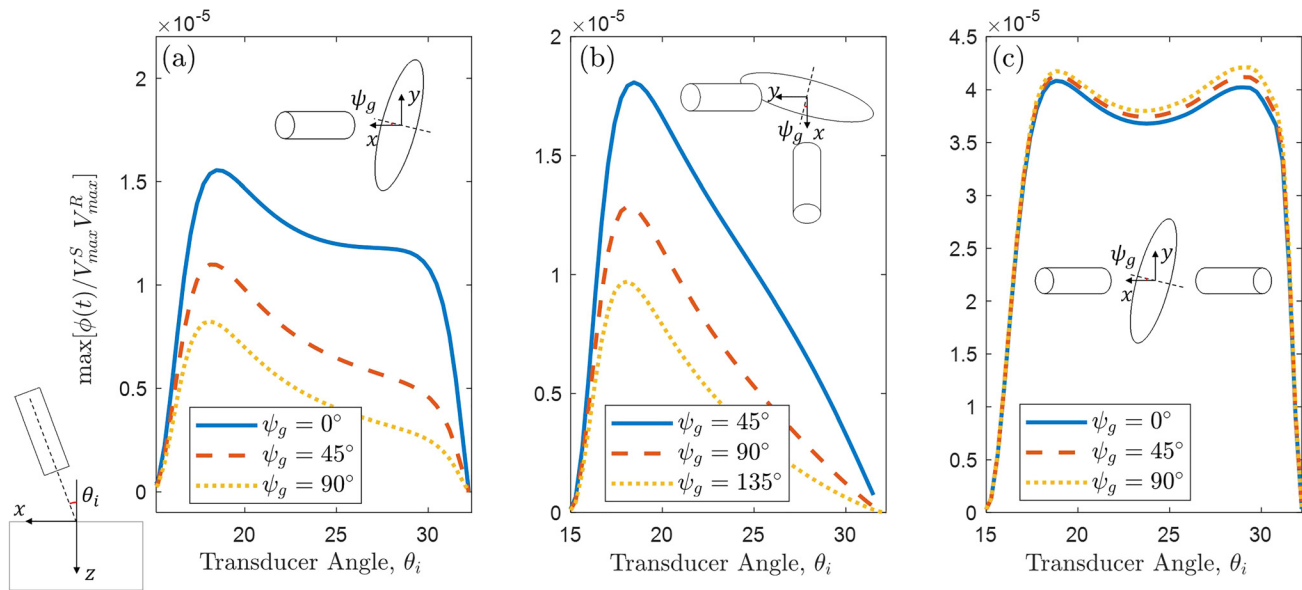 ×10⁻⁵
(a)
2
1.5
1
0.5
0
20
25
30
Transducer Angle, θᵢ
max[ϕ(t)/V^S_max V^R_max]
ψ_g
y
x
ψ_g = 0°
ψ_g = 45°
ψ_g = 90°
θᵢ
x
z
×10⁻⁵
(b)
2
1.5
1
0.5
0
15
20
25
30
Transducer Angle, θᵢ
y
ψ_g
x
ψ_g = 45°
ψ_g = 90°
ψ_g = 135°
×10⁻⁵
(c)
4.5
4
3.5
3
2.5
2
1.5
1
0.5
0
15
20
25
30
Transducer Angle, θᵢ
ψ_g
y
x
ψ_g = 0°
ψ_g = 45°
ψ_g = 90°